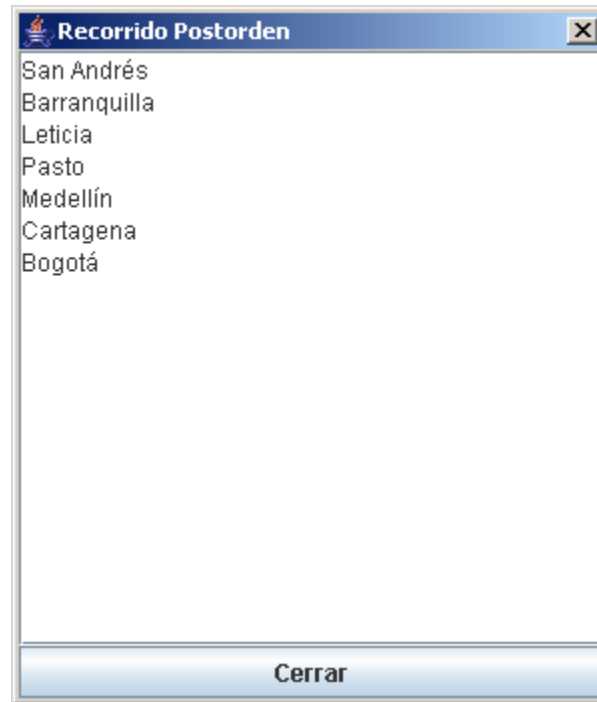 Recorrido Postorden
San Andrés
Barranquilla
Leticia
Pasto
Medellín
Cartagena
Bogotá
Cerrar